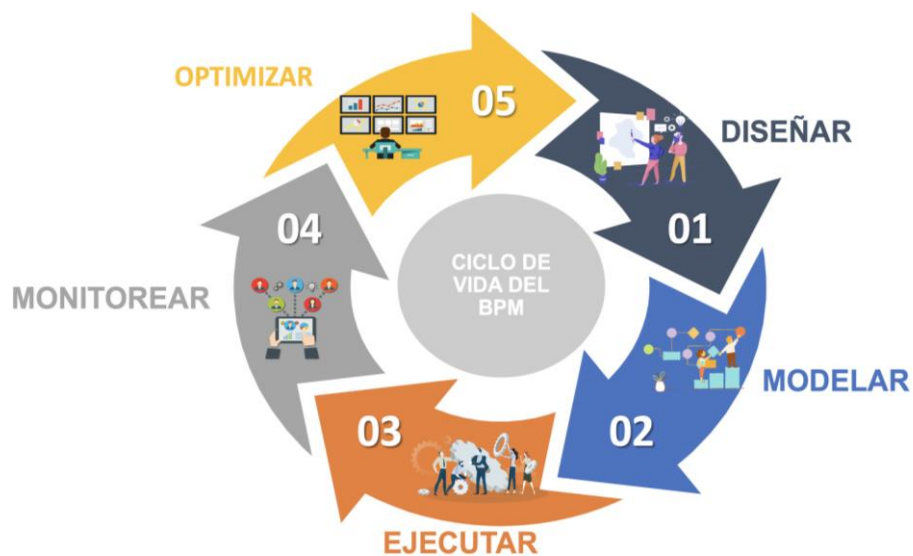 CICLO DE
VIDA DEL
BPM
01
DISEÑAR
02
MODELAR
03
EJECUTAR
04
MONITOREAR
05
OPTIMIZAR